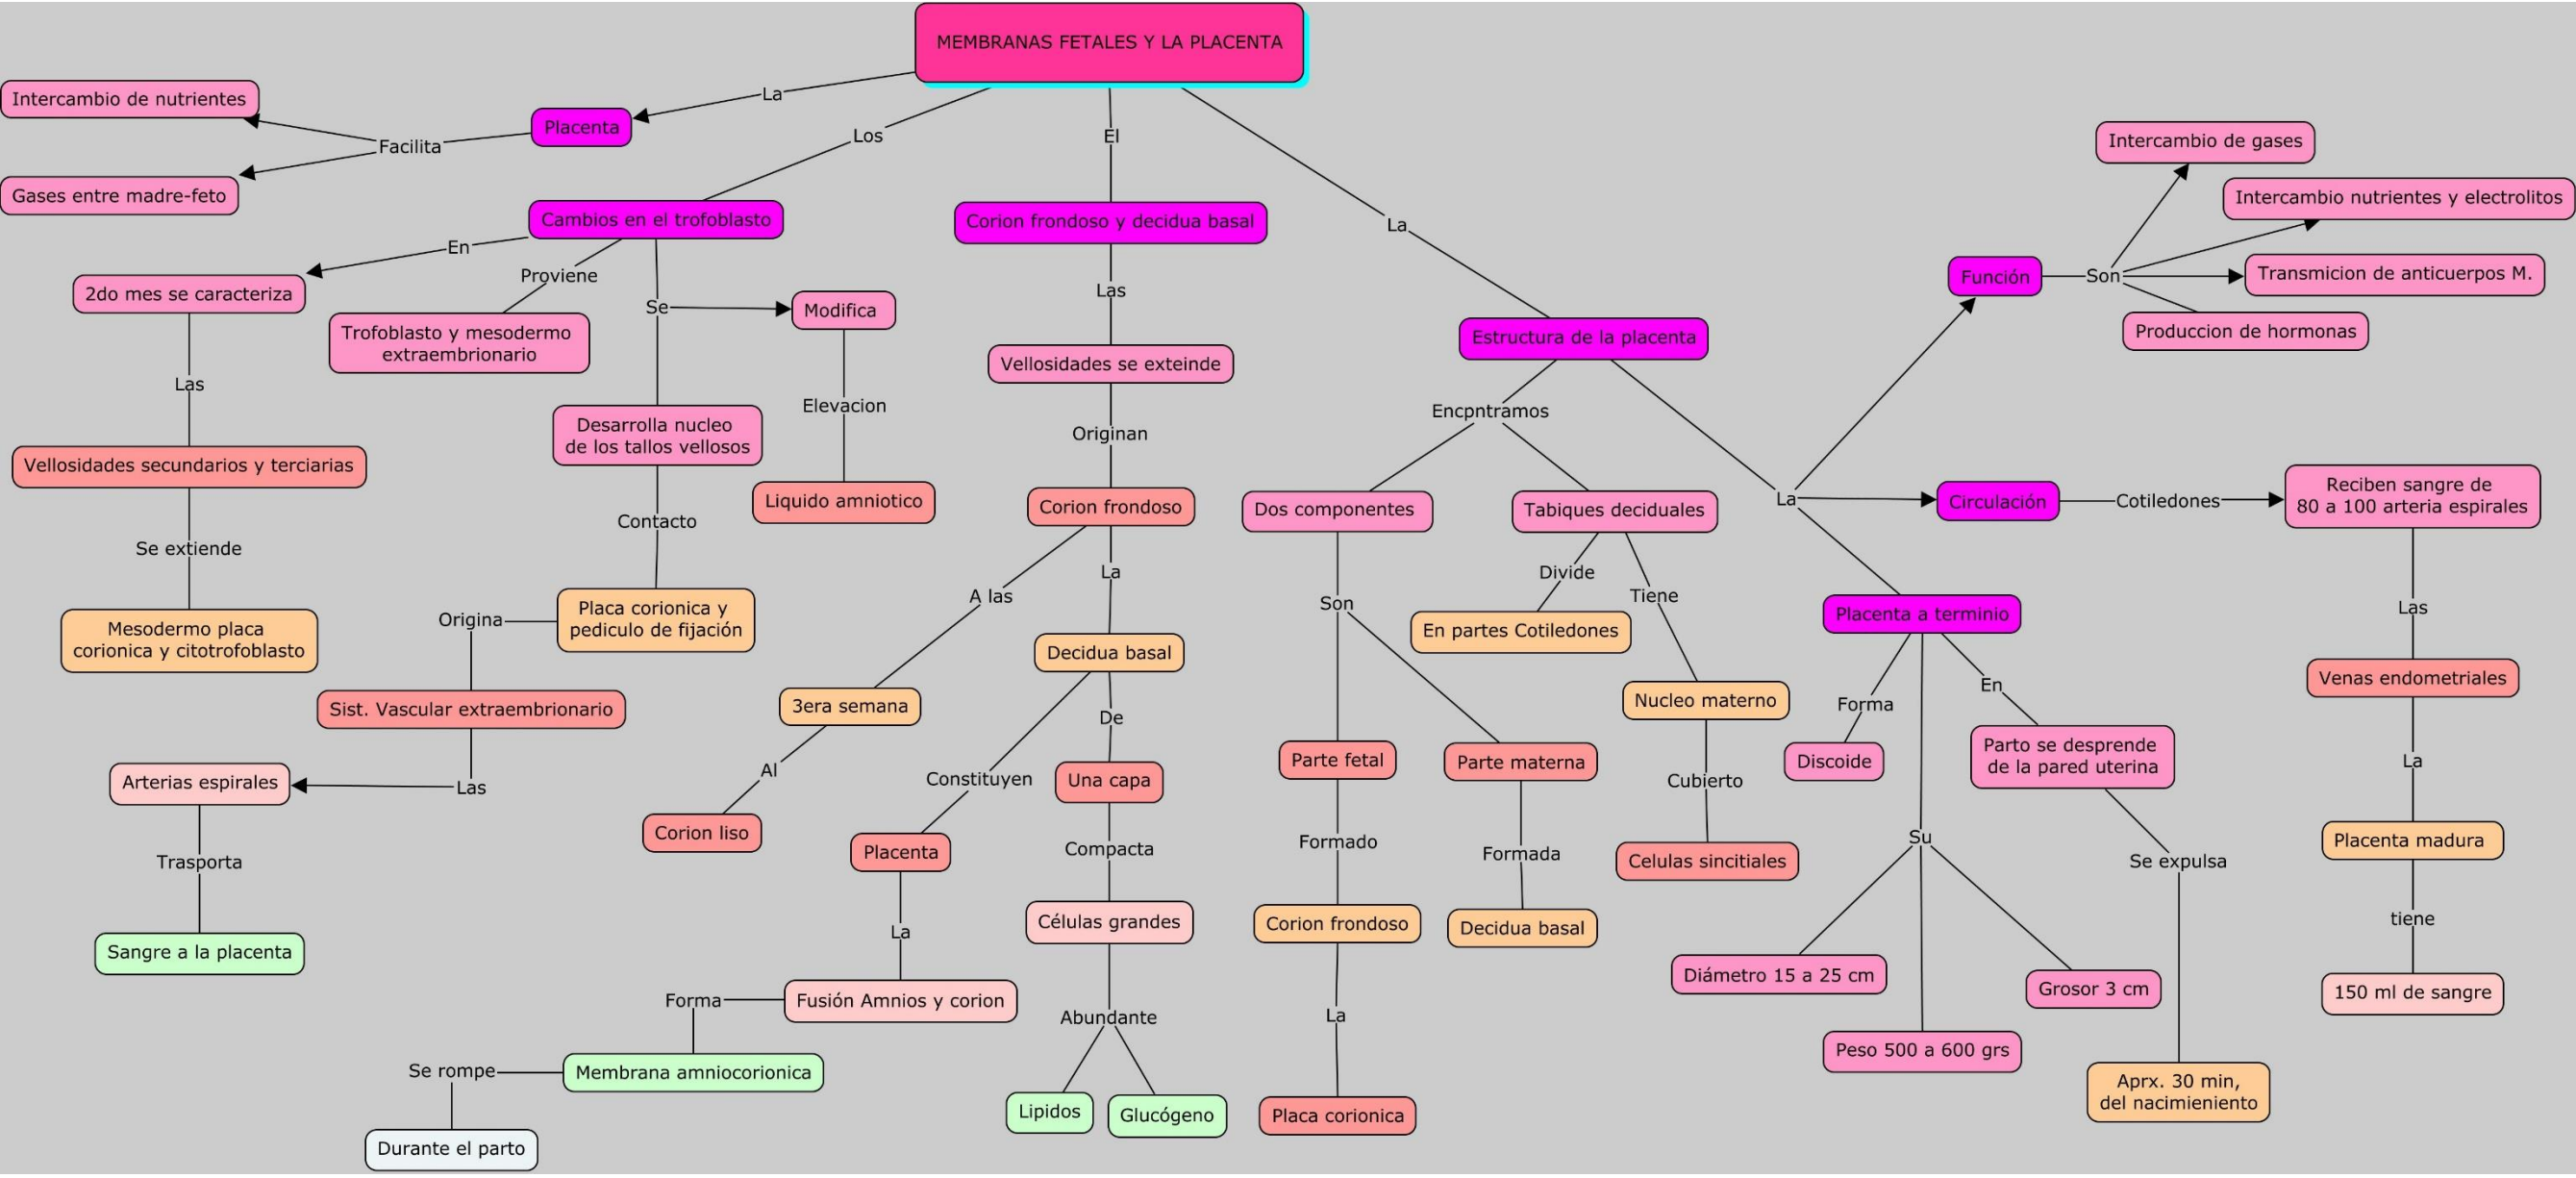 MEMBRANAS FETALES Y LA PLACENTA
La
Placenta
Facilita
Intercambio de nutrientes
Gases entre madre-feto
Los
Cambios en el trofoblasto
En
2do mes se caracteriza
Las
Vellosidades secundarios y terciarias
Se extiende
Mesodermo placa
corionica y citotrofoblasto
Proviene
Trofoblasto y mesodermo
extraembrionario
Se
Modifica
Elevacion
Liquido amniotico
Desarrolla nucleo
de los tallos vellosos
Contacto
Placa corionica y
pediculo de fijación
Origina
Sist. Vascular extraembrionario
Las
Arterias espirales
Trasporta
Sangre a la placenta
El
Corion frondoso y decidua basal
Las
Vellosidades se exteinde
Originan
Corion frondoso
A las
3era semana
Al
Corion liso
La
Decidua basal
Constituyen
Placenta
La
Fusión Amnios y corion
Forma
Membrana amniocorionica
Se rompe
Durante el parto
De
Una capa
Compacta
Células grandes
Abundante
Lipidos
Glucógeno
La
Estructura de la placenta
Encpntramos
Dos componentes
Son
Parte fetal
Formado
Corion frondoso
La
Placa corionica
Parte materna
Formada
Decidua basal
Tabiques deciduales
Divide
En partes Cotiledones
Tiene
Nucleo materno
Cubierto
Celulas sincitiales
La
Función
Son
Intercambio de gases
Intercambio nutrientes y electrolitos
Transmicion de anticuerpos M.
Produccion de hormonas
Circulación
Cotiledones
Reciben sangre de
80 a 100 arteria espirales
Las
Venas endometriales
La
Placenta madura
tiene
150 ml de sangre
Placenta a terminio
Forma
Discoide
Su
Diámetro 15 a 25 cm
Peso 500 a 600 grs
Grosor 3 cm
En
Parto se desprende
de la pared uterina
Se expulsa
Aprx. 30 min,
del nacimieniento